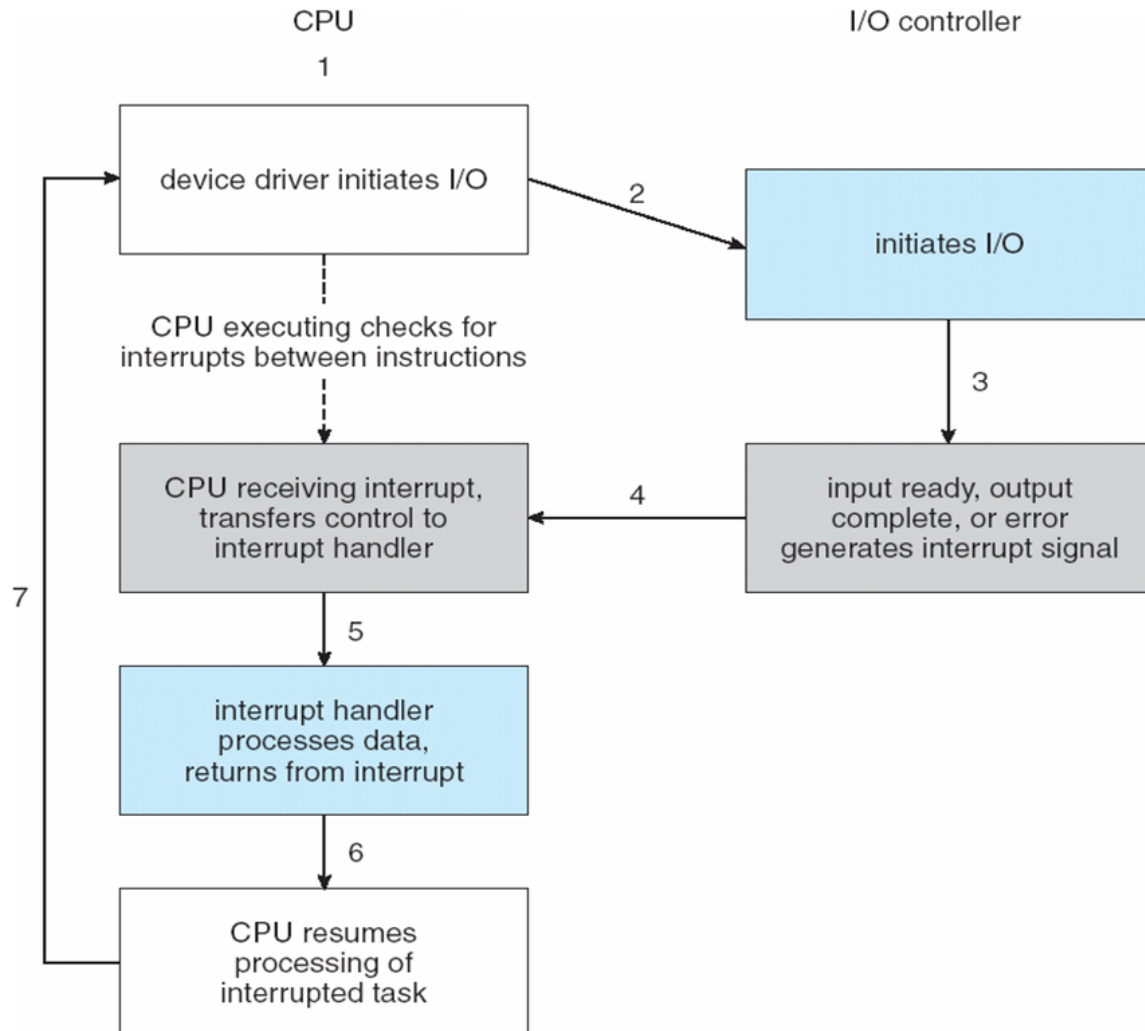 CPU
I/O controller
1
device driver initiates I/O
2
initiates I/O
CPU executing checks for
interrupts between instructions
3
CPU receiving interrupt,
transfers control to
interrupt handler
4
input ready, output
complete, or error
generates interrupt signal
7
5
interrupt handler
processes data,
returns from interrupt
6
CPU resumes
processing of
interrupted task